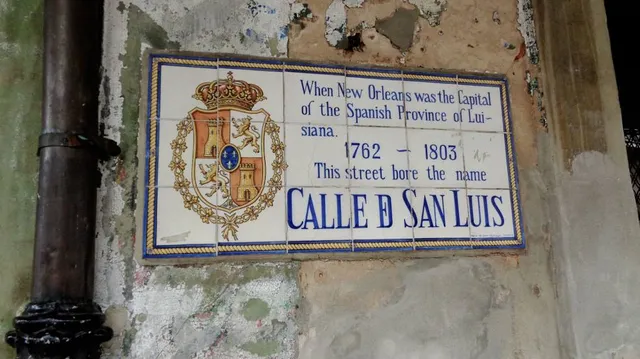 When New Orleans was the Capital
of the Spanish Province of Lui-
siana.
1762 - 1803
This street bore the name
CALLE D SAN LUIS